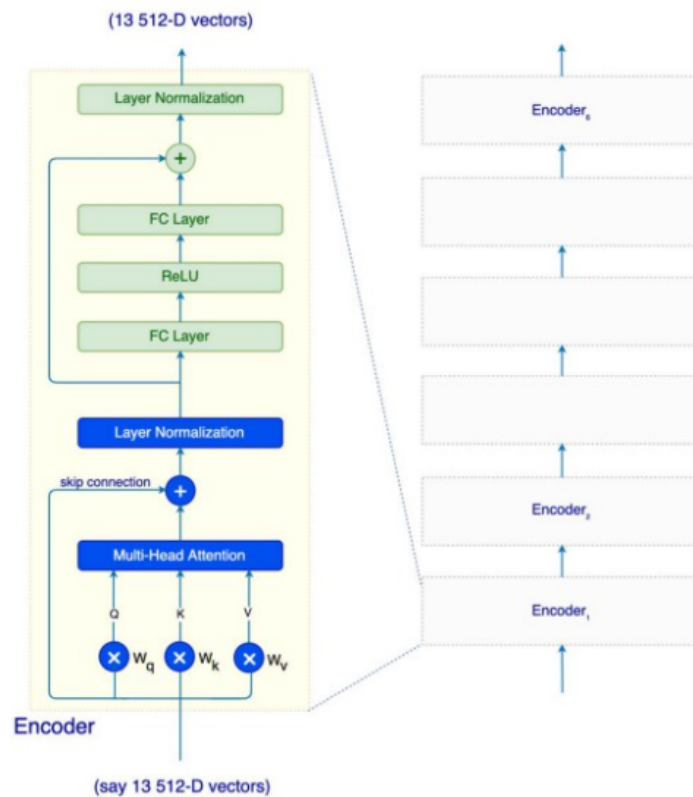 (13 512-D vectors)
Layer Normalization
+
FC Layer
ReLU
FC Layer
Layer Normalization
skip connection
+
Multi-Head Attention
Q K V
× Wq × Wk × Wv
Encoder
(say 13 512-D vectors)
Encoder6
Encoder2
Encoder1